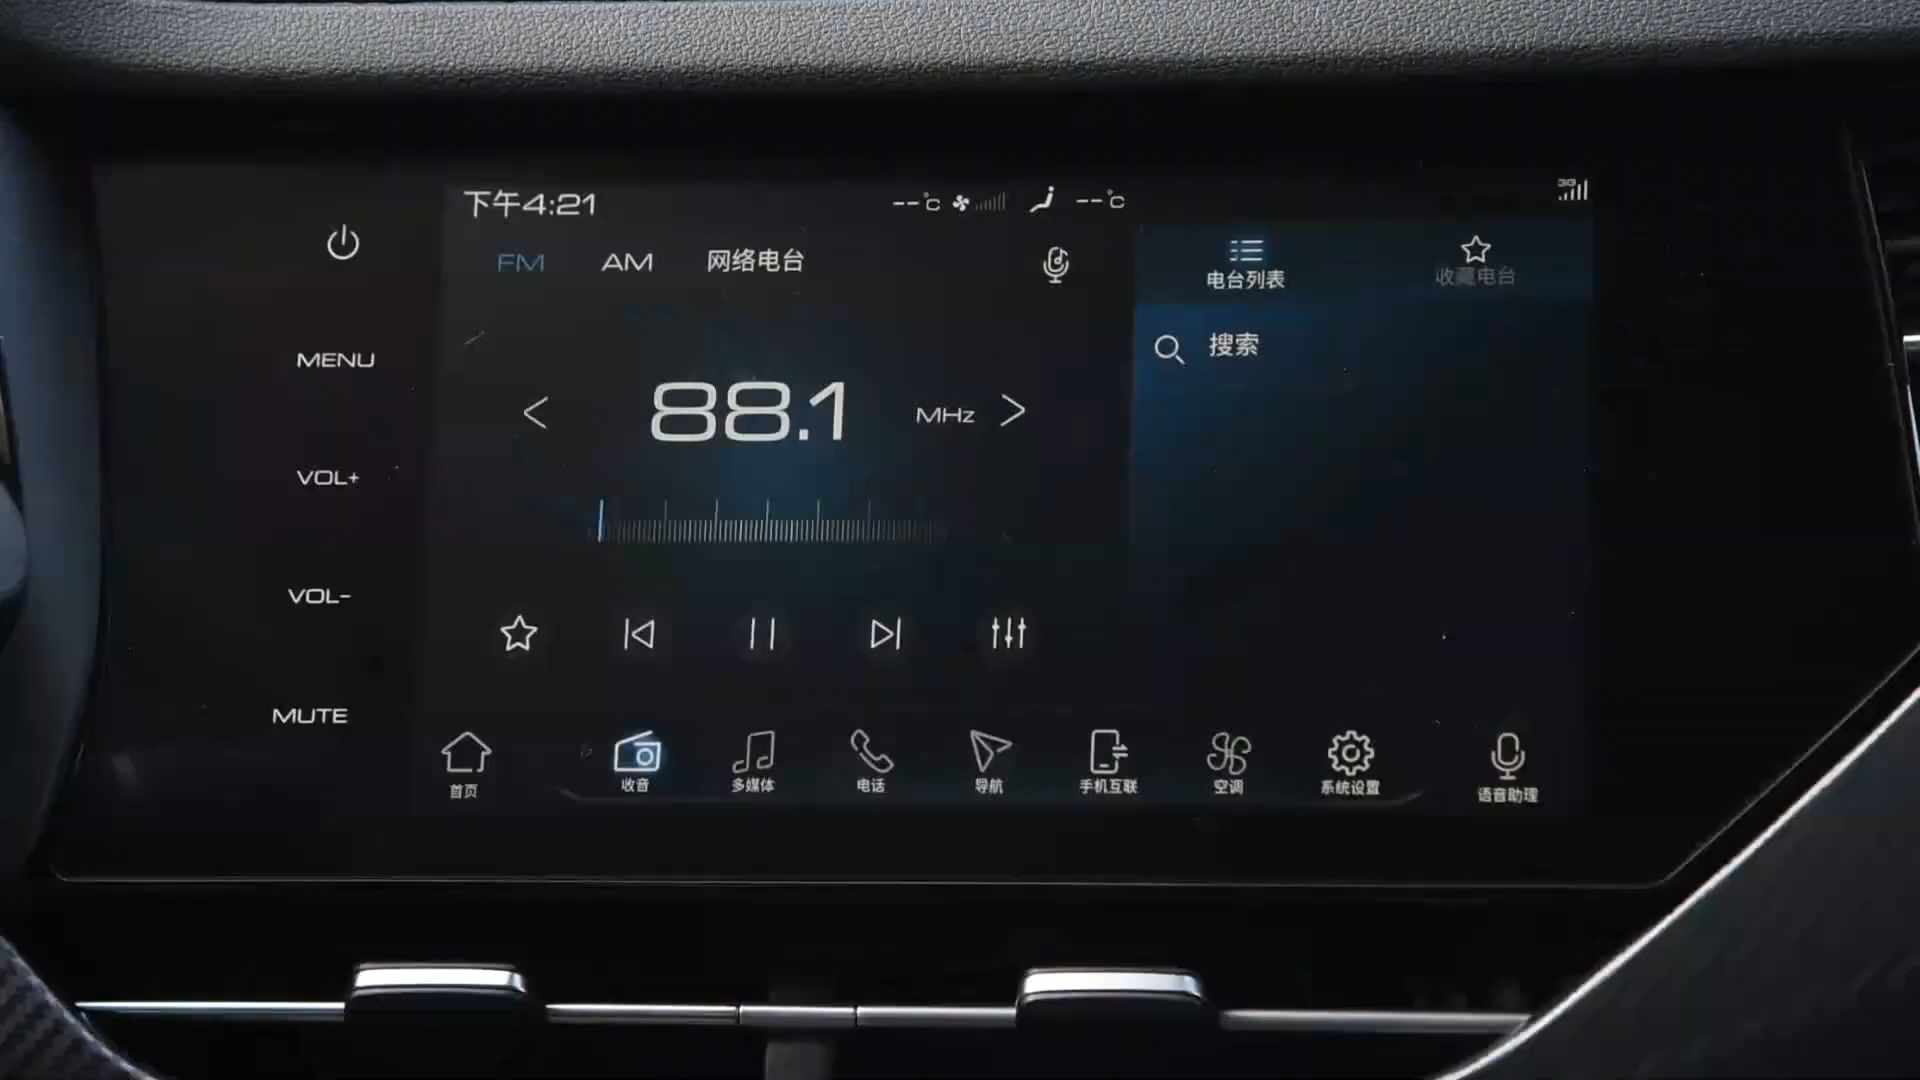 下午4:21
--°c
--°c
3G
FM AM 网络电台
电台列表
收藏电台
MENU
搜索
88.1 MHz
VOL+
VOL-
MUTE
首页
收音
多媒体
电话
导航
手机互联
空调
系统设置
语音助理